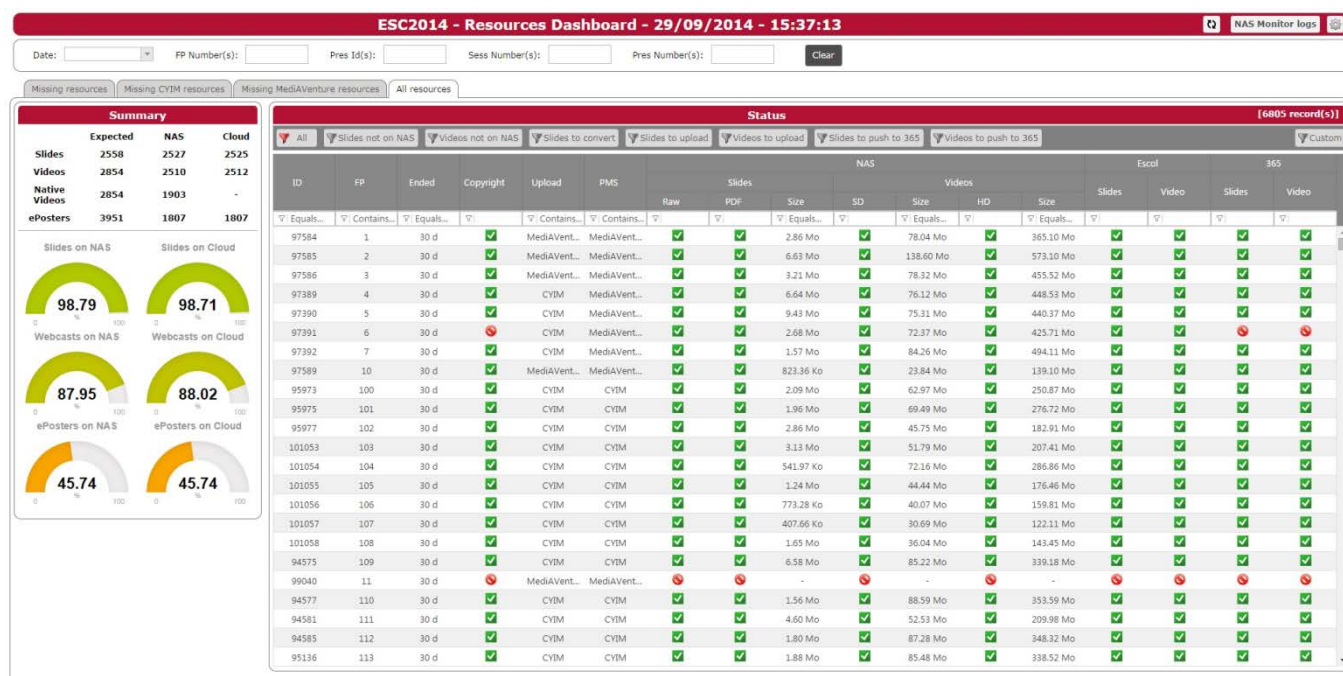 ESC2014 - Resources Dashboard - 29/09/2014 - 15:37:13 NAS Monitor logs
Date: FP Number(s): Pres Id(s): Sess Number(s): Pres Number(s): Clear
Missing resources Missing CYIM resources Missing MediAVenture resources All resources
Summary
Expected NAS Cloud
Slides 2558 2527 2525
Videos 2854 2510 2512
Native Videos 2854 1903 -
ePosters 3951 1807 1807
Slides on NAS Slides on Cloud
98.79 98.71
% %
0 100 0 100
Webcasts on NAS Webcasts on Cloud
87.95 88.02
% %
0 100 0 100
ePosters on NAS ePosters on Cloud
45.74 45.74
% %
0 100 0 100
Status [6805 record(s)]
All Slides not on NAS Videos not on NAS Slides to convert Slides to upload Videos to upload Slides to push to 365 Videos to push to 365 Custom
NAS Escol 365
ID FP Ended Copyright Upload PMS Slides Videos Slides Video Slides Video
Raw PDF Size SD Size HD Size
Equals... Contains... Equals... Contains... Contains... Equals... Equals... Equals...
97584 1 30 d MediAVent... MediAVent... 2.86 Mo 78.04 Mo 365.10 Mo
97585 2 30 d MediAVent... MediAVent... 6.63 Mo 138.60 Mo 573.10 Mo
97586 3 30 d MediAVent... MediAVent... 3.21 Mo 78.32 Mo 455.52 Mo
97389 4 30 d CYIM MediAVent... 6.64 Mo 76.12 Mo 448.53 Mo
97390 5 30 d CYIM MediAVent... 9.43 Mo 75.31 Mo 440.37 Mo
97391 6 30 d CYIM MediAVent... 2.68 Mo 72.37 Mo 425.71 Mo
97392 7 30 d CYIM MediAVent... 1.57 Mo 84.26 Mo 494.11 Mo
97589 10 30 d MediAVent... MediAVent... 823.36 Ko 23.84 Mo 139.10 Mo
95973 100 30 d CYIM CYIM 2.09 Mo 62.97 Mo 250.87 Mo
95975 101 30 d CYIM CYIM 1.96 Mo 69.49 Mo 276.72 Mo
95977 102 30 d CYIM CYIM 2.86 Mo 45.75 Mo 182.91 Mo
101053 103 30 d CYIM CYIM 3.13 Mo 51.79 Mo 207.41 Mo
101054 104 30 d CYIM CYIM 541.97 Ko 72.16 Mo 286.86 Mo
101055 105 30 d CYIM CYIM 1.24 Mo 44.44 Mo 176.46 Mo
101056 106 30 d CYIM CYIM 773.28 Ko 40.07 Mo 159.81 Mo
101057 107 30 d CYIM CYIM 407.66 Ko 30.69 Mo 122.11 Mo
101058 108 30 d CYIM CYIM 1.65 Mo 36.04 Mo 143.45 Mo
94575 109 30 d CYIM CYIM 6.58 Mo 85.22 Mo 339.18 Mo
99040 11 30 d MediAVent... MediAVent... - - -
94577 110 30 d CYIM CYIM 1.56 Mo 88.59 Mo 353.59 Mo
94581 111 30 d CYIM CYIM 4.60 Mo 52.53 Mo 209.98 Mo
94585 112 30 d CYIM CYIM 1.80 Mo 87.28 Mo 348.32 Mo
95136 113 30 d CYIM CYIM 1.88 Mo 85.48 Mo 338.52 Mo